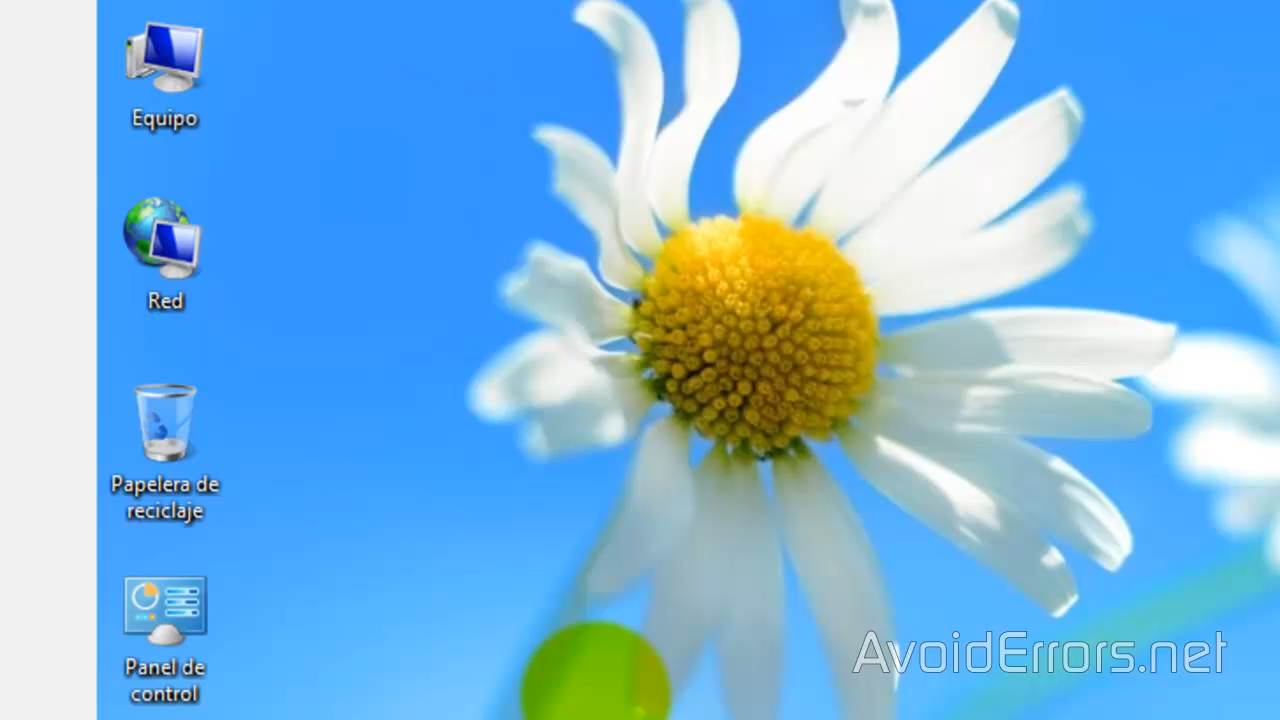 Equipo
Red
Papelera de
reciclaje
Panel de
control
AvoidErrors.net